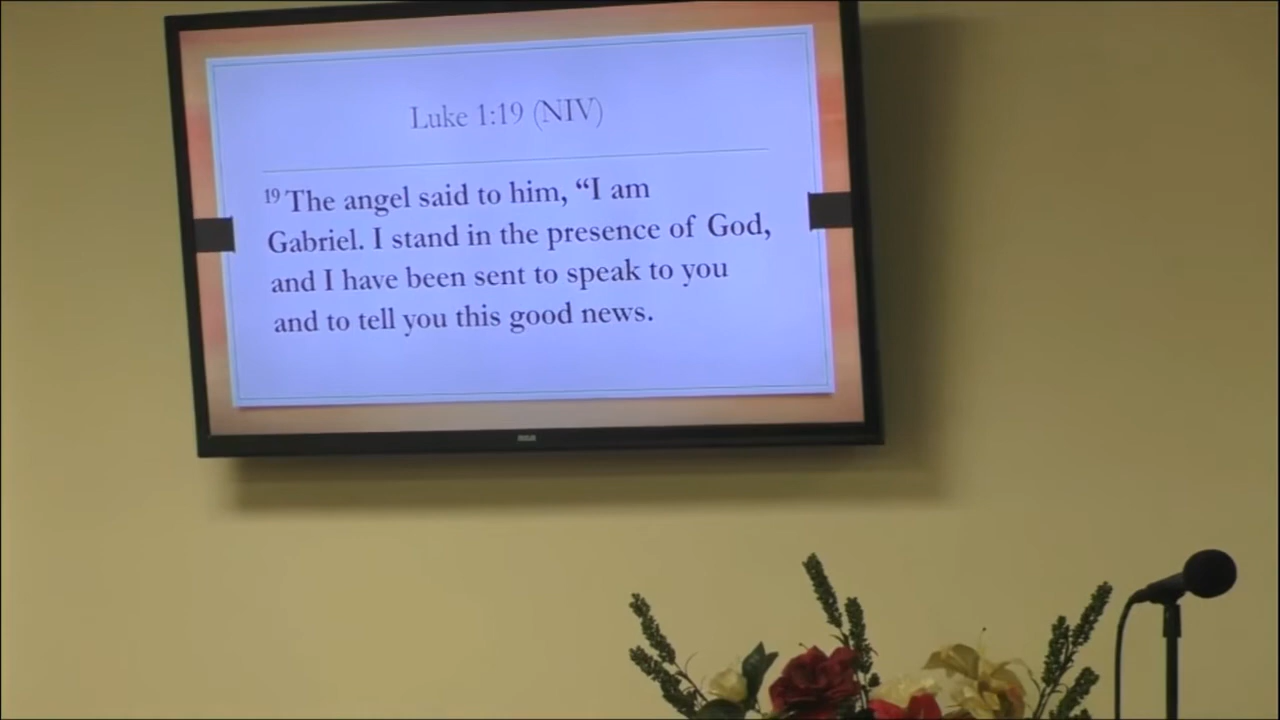 Luke 1:19 (NIV)
19 The angel said to him, “I am
Gabriel. I stand in the presence of God,
and I have been sent to speak to you
and to tell you this good news.
RCA